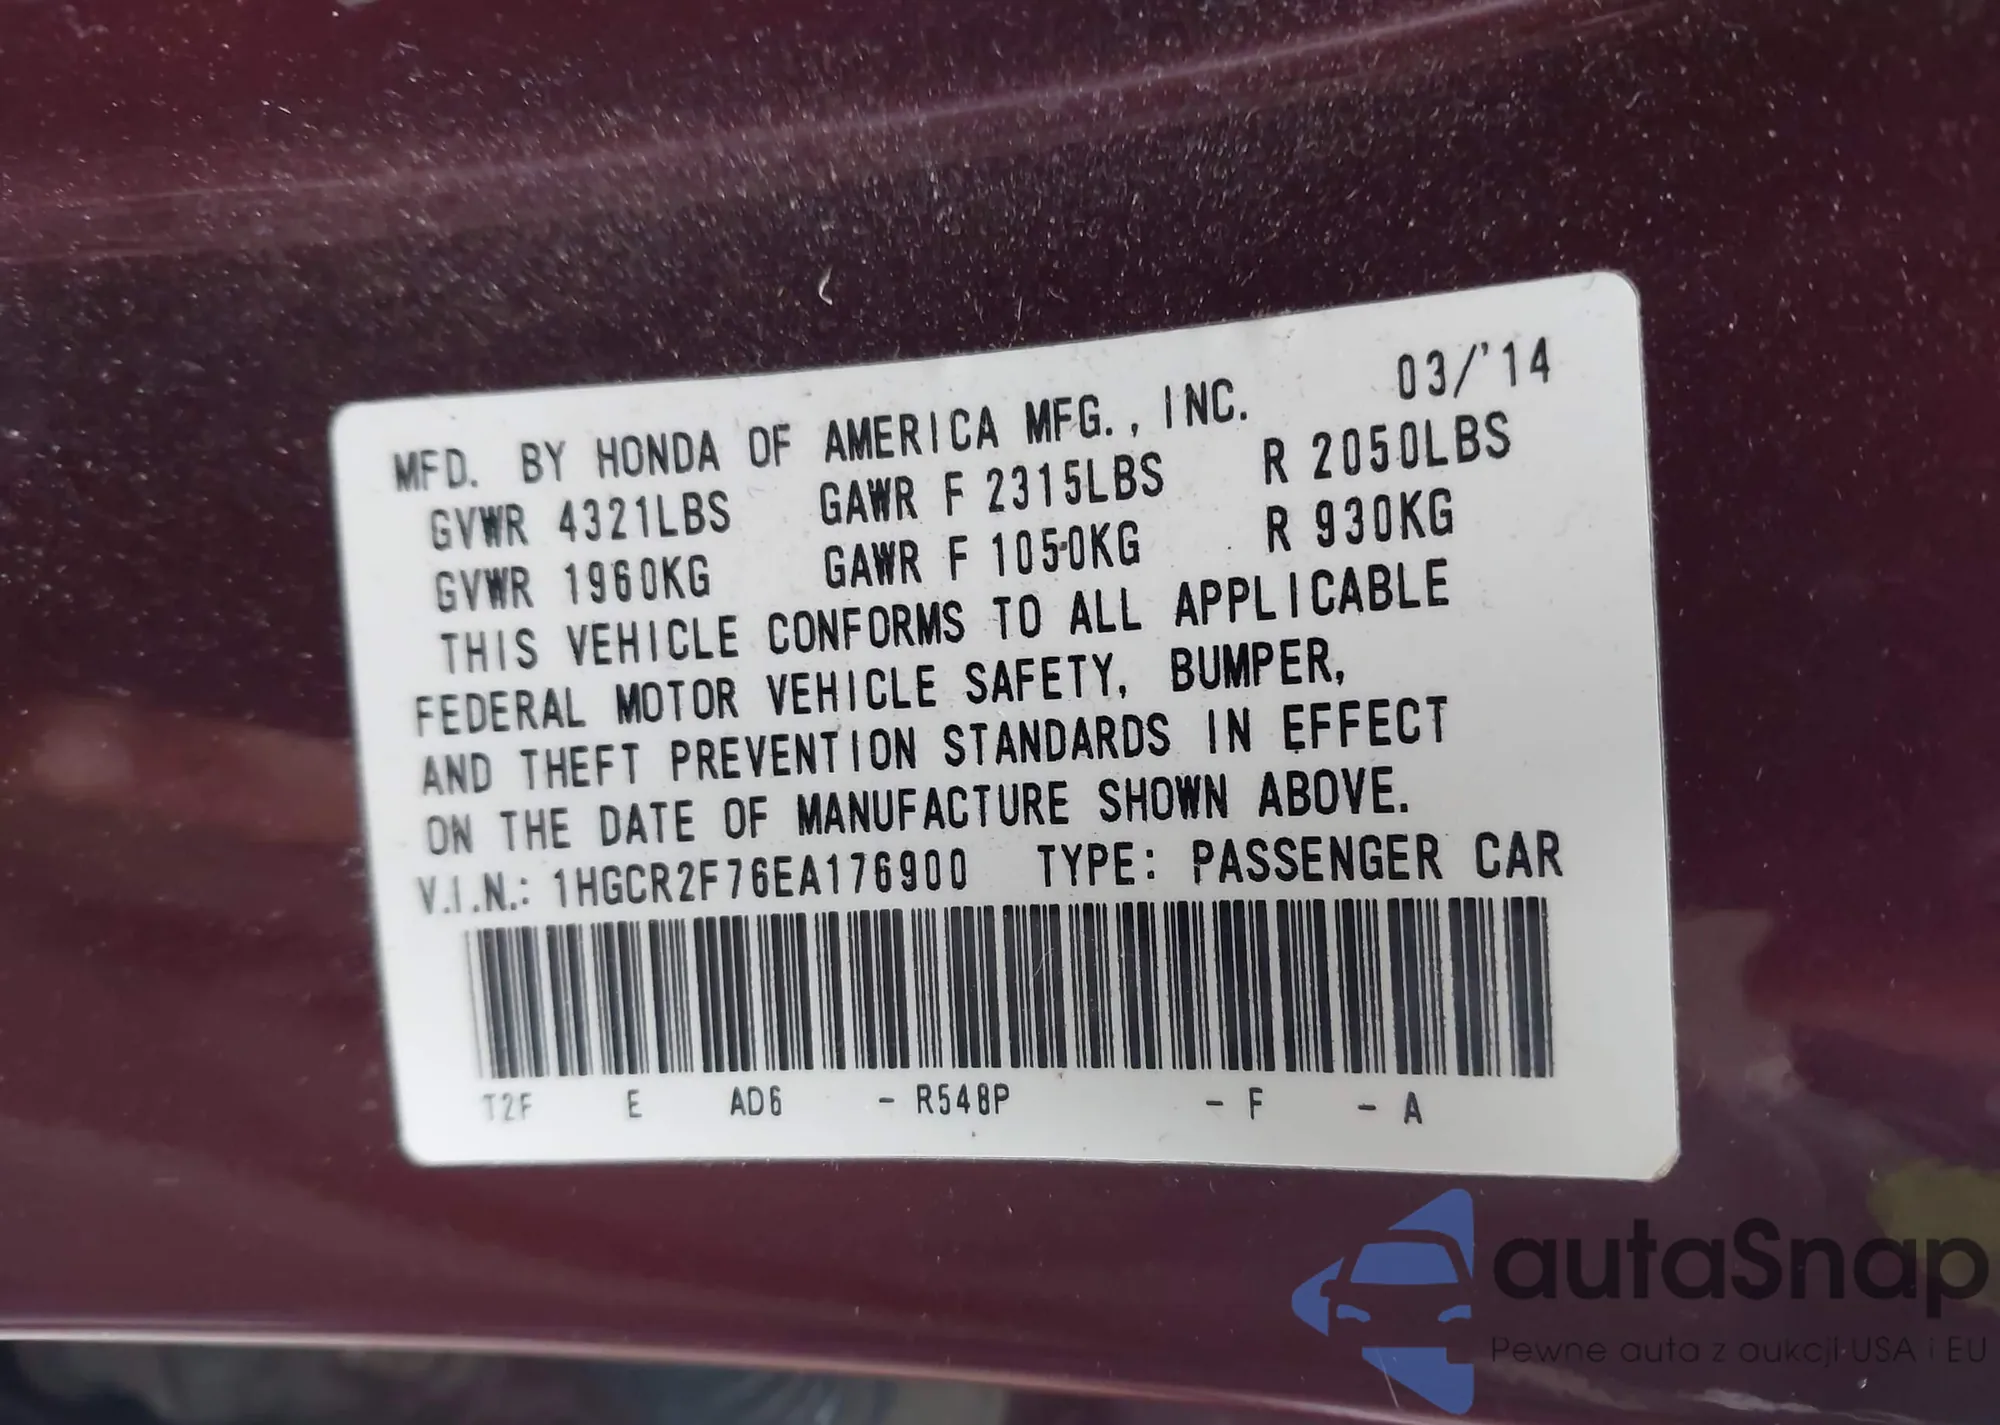 MFD. BY HONDA OF AMERICA MFG., INC. 03/'14
GVWR 4321LBS GAWR F 2315LBS R 2050LBS
GVWR 1960KG GAWR F 1050KG R 930KG
THIS VEHICLE CONFORMS TO ALL APPLICABLE
FEDERAL MOTOR VEHICLE SAFETY, BUMPER,
AND THEFT PREVENTION STANDARDS IN EFFECT
ON THE DATE OF MANUFACTURE SHOWN ABOVE.
V.I.N.: 1HGCR2F76EA176900 TYPE: PASSENGER CAR
T2F E AD6 - R548P - F - A
autaSnap
Pewne auta z aukcji USA i EU